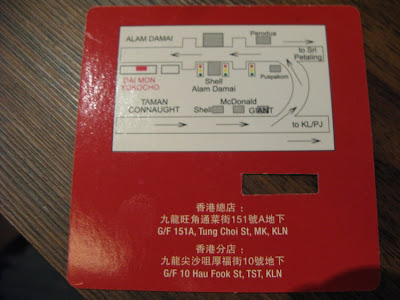 ALAM DAMAI
Perodua
to Sri
Petaling
DAI MON
YOKOCHO
Shell
Alam Damai
Puspakom
TAMAN
CONNAUGHT
McDonald
Shell
GIANT
to KL/PJ
香港總店：
九龍旺角通菜街151號A地下
G/F 151A, Tung Choi St, MK, KLN
香港分店：
九龍尖沙咀厚福街10號地下
G/F 10 Hau Fook St, TST, KLN